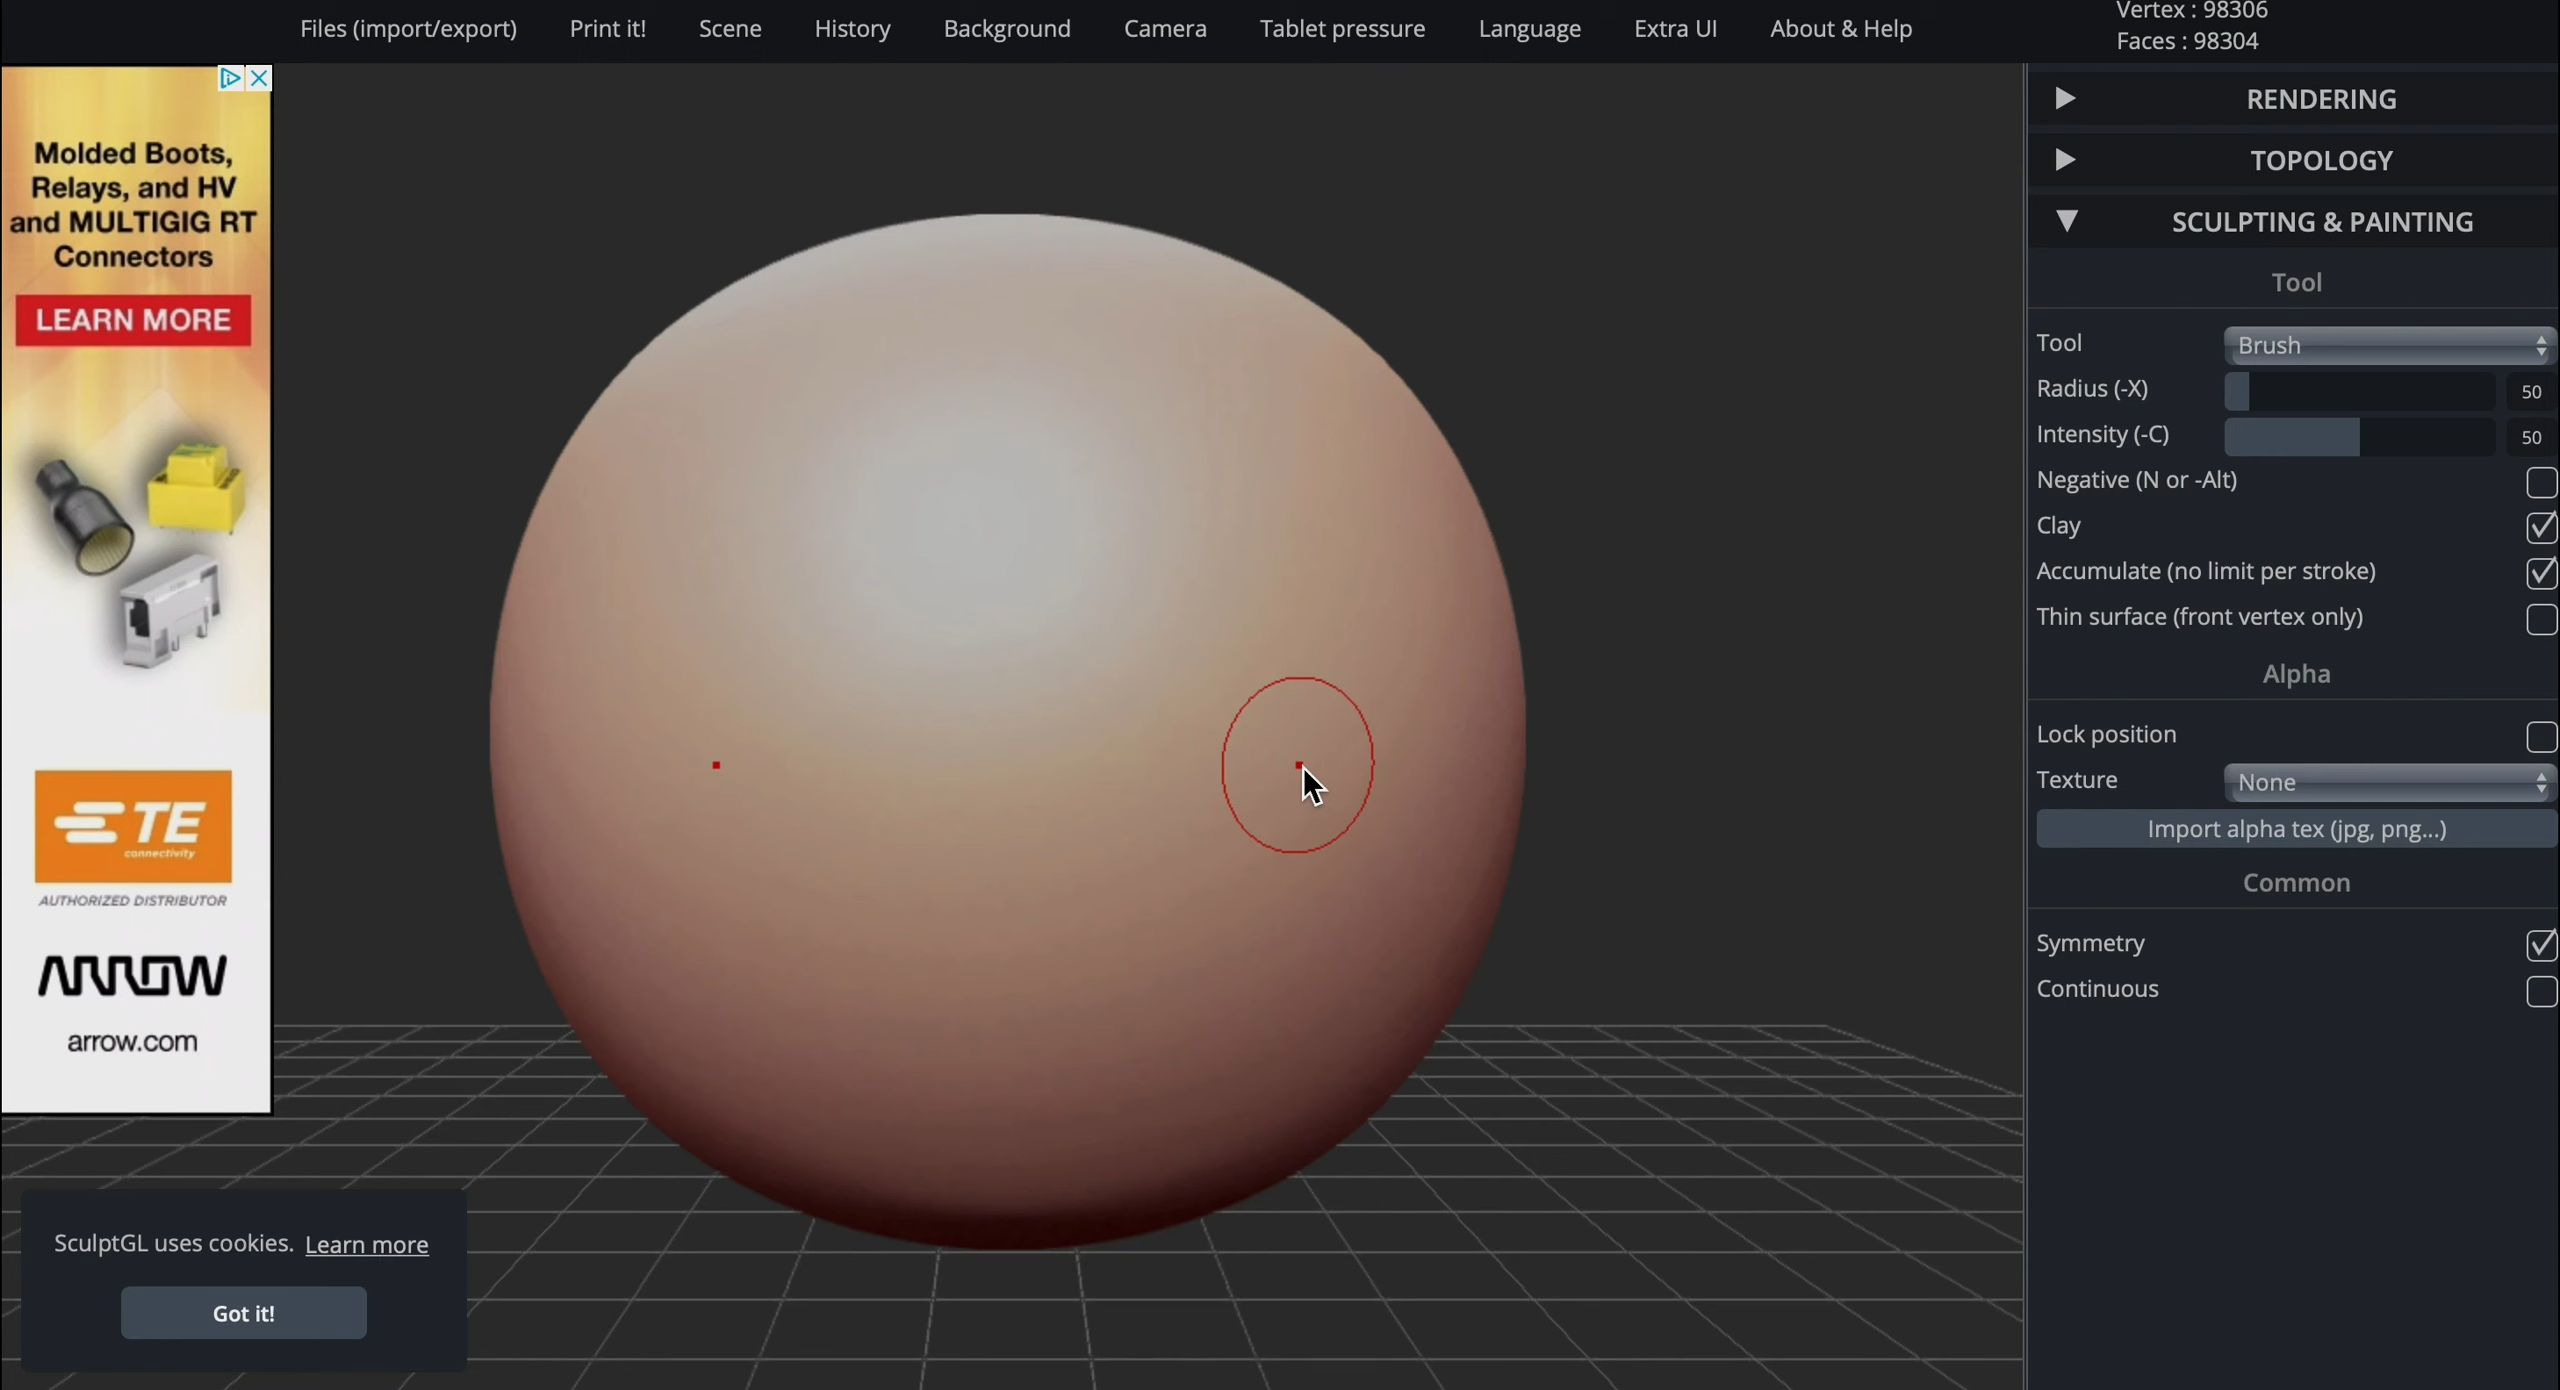 Files (import/export) Print it! Scene History Background Camera Tablet pressure Language Extra UI About & Help
Vertex : 98306
Faces : 98304
Molded Boots,
Relays, and HV
and MULTIGIG RT
Connectors
LEARN MORE
TE
connectivity
AUTHORIZED DISTRIBUTOR
ARROW
arrow.com
SculptGL uses cookies. Learn more
Got it!
RENDERING
TOPOLOGY
SCULPTING & PAINTING
Tool
Tool Brush
Radius (-X) 50
Intensity (-C) 50
Negative (N or -Alt)
Clay
Accumulate (no limit per stroke)
Thin surface (front vertex only)
Alpha
Lock position
Texture None
Import alpha tex (jpg, png...)
Common
Symmetry
Continuous